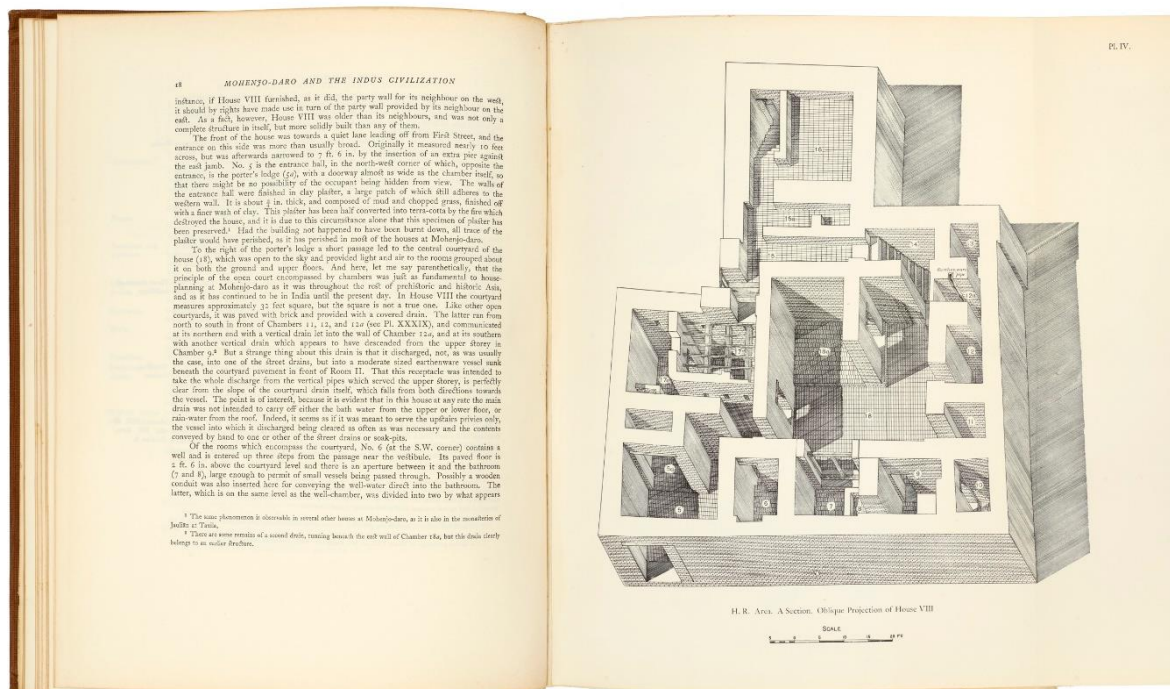 18 MOHENJO-DARO AND THE INDUS CIVILIZATION
instance, if House VIII furnished, as it did, the party wall for its neighbour on the west,
it should by rights have made use in turn of the party wall provided by its neighbour on the
east. As a fact, however, House VIII was older than its neighbours, and was not only a
complete structure in itself, but more solidly built than any of them.
The front of the house was towards a quiet lane leading off from First Street, and the
entrance on this side was more than usually broad. Originally it measured nearly 10 feet
across, but was afterwards narrowed to 7 ft. 6 in. by the insertion of an extra pier against
the east jamb. No. 5 is the entrance hall, in the north-west corner of which, opposite the
entrance, is the porter's lodge (5a), with a doorway almost as wide as the chamber itself, so
that there might be no possibility of the occupant being hidden from view. The walls of
the entrance hall were finished in clay plaster, a large patch of which still adheres to the
western wall. It is about in. thick, and composed of mud and chopped grass, finished off
with a finer wash of clay. This plaster has been half converted into terra-cotta by the fire which
destroyed the house, and it is due to this circumstance alone that this specimen of plaster has
been preserved.¹ Had the building not happened to have been burnt down, all trace of the
plaster would have perished, as it has perished in most of the houses at Mohenjo-daro.
To the right of the porter's lodge a short passage led to the central courtyard of the
house (18), which was open to the sky and provided light and air to the rooms grouped about
it on both the ground and upper floors. And here, let me say parenthetically, that the
principle of the open court encompassed by chambers was just as fundamental to house-
planning at Mohenjo-daro as it was throughout the rest of prehistoric and historic Asia,
and as it has continued to be in India until the present day. In House VIII the courtyard
measures approximately 32 feet square, but the square is not a true one. Like other open
courtyards, it was paved with brick and provided with a covered drain. The latter ran from
north to south in front of Chambers 11, 12, and 12a (see Pl. XXXIX), and communicated
at its northern end with a vertical drain let into the wall of Chamber 12a, and at its southern
with another vertical drain which appears to have descended from the upper storey in
Chamber 9.² But a strange thing about this drain is that it discharged, not, as was usually
the case, into one of the street drains, but into a moderate sized earthenware vessel sunk
beneath the courtyard pavement in front of Room II. That this receptacle was intended to
take the whole discharge from the vertical pipes which served the upper storey, is perfectly
clear from the slope of the courtyard drain itself, which falls from both directions towards
the vessel. The point is of interest, because it is evident that in this house at any rate the main
drain was not intended to carry off either the bath water from the upper or lower floor, or
rain-water from the roof. Indeed, it seems as if it was meant to serve the upstairs privies only,
the vessel into which it discharged being cleared as often as was necessary and the contents
conveyed by hand to one or other of the street drains or soak-pits.
Of the rooms which encompass the courtyard, No. 6 (at the S.W. corner) contains a
well and is entered up three steps from the passage near the vestibule. Its paved floor is
2 ft. 6 in. above the courtyard level and there is an aperture between it and the bathroom
(7 and 8), large enough to permit of small vessels being passed through. Possibly a wooden
conduit was also inserted here for conveying the well-water direct into the bathroom. The
latter, which is on the same level as the well-chamber, was divided into two by what appears
¹ The same phenomenon is observable in several other houses at Mohenjo-daro, as it is also in the monasteries of
Jauliãn at Taxila.
² There are some remains of a second drain, running beneath the east wall of Chamber 18a, but this drain clearly
belongs to an earlier structure.
Pl. IV.
16
15a
14
18a
18
11
5a
5
6
7
8
9
H. R. Area. A Section. Oblique Projection of House VIII
SCALE